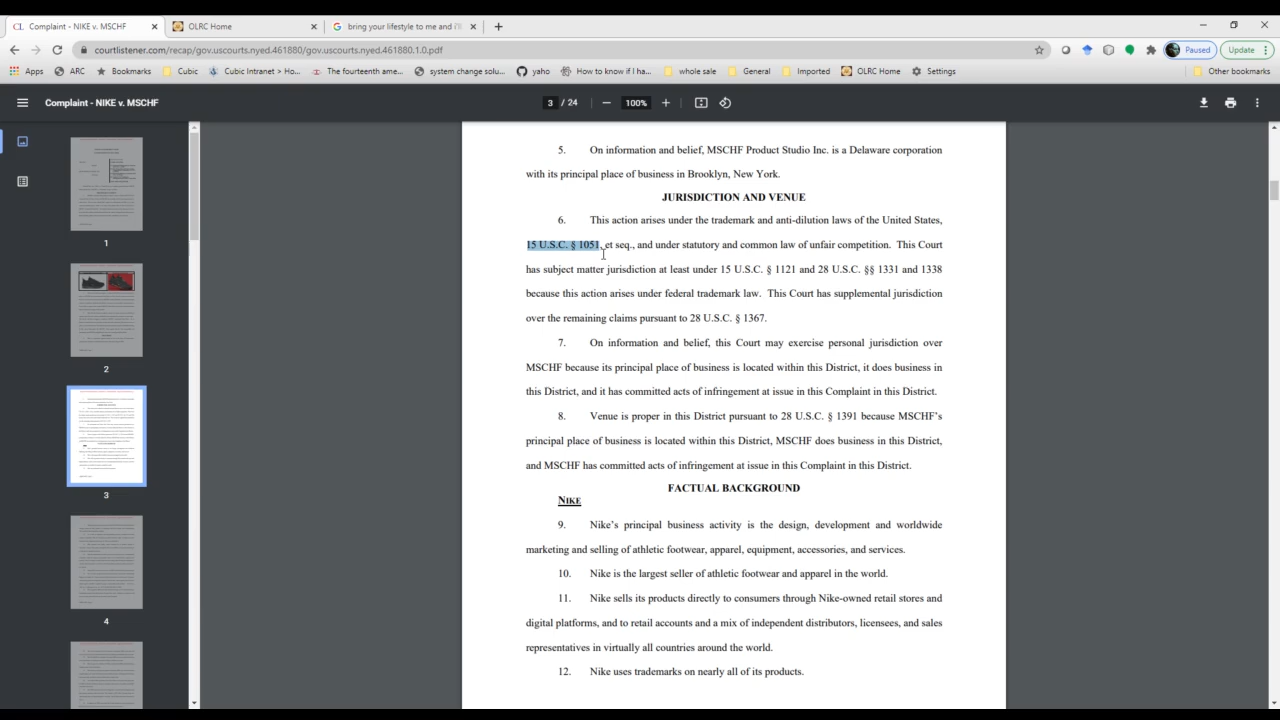 Complaint - NIKE v. MSCHF
OLRC Home
bring your lifestyle to me and i'll
courtlistener.com/recap/gov.uscourts.nyed.461880/gov.uscourts.nyed.461880.1.0.pdf
Paused
Update
Apps
ARC
Bookmarks
Cubic
Cubic Intranet > Ho...
The fourteenth ame...
system change solu...
yaho
How to know if I ha...
whole sale
General
Imported
OLRC Home
Settings
Other bookmarks
Complaint - NIKE v. MSCHF
3 / 24
100%
1
2
3
4
5. On information and belief, MSCHF Product Studio Inc. is a Delaware corporation
with its principal place of business in Brooklyn, New York.
JURISDICTION AND VENUE
6. This action arises under the trademark and anti-dilution laws of the United States,
15 U.S.C. § 1051, et seq., and under statutory and common law of unfair competition. This Court
has subject matter jurisdiction at least under 15 U.S.C. § 1121 and 28 U.S.C. §§ 1331 and 1338
because this action arises under federal trademark law. This Court has supplemental jurisdiction
over the remaining claims pursuant to 28 U.S.C. § 1367.
7. On information and belief, this Court may exercise personal jurisdiction over
MSCHF because its principal place of business is located within this District, it does business in
this District, and it has committed acts of infringement at issue in this Complaint in this District.
8. Venue is proper in this District pursuant to 28 U.S.C. § 1391 because MSCHF's
principal place of business is located within this District, MSCHF does business in this District,
and MSCHF has committed acts of infringement at issue in this Complaint in this District.
FACTUAL BACKGROUND
NIKE
9. Nike's principal business activity is the design, development and worldwide
marketing and selling of athletic footwear, apparel, equipment, accessories, and services.
10. Nike is the largest seller of athletic footwear and apparel in the world.
11. Nike sells its products directly to consumers through Nike-owned retail stores and
digital platforms, and to retail accounts and a mix of independent distributors, licensees, and sales
representatives in virtually all countries around the world.
12. Nike uses trademarks on nearly all of its products.